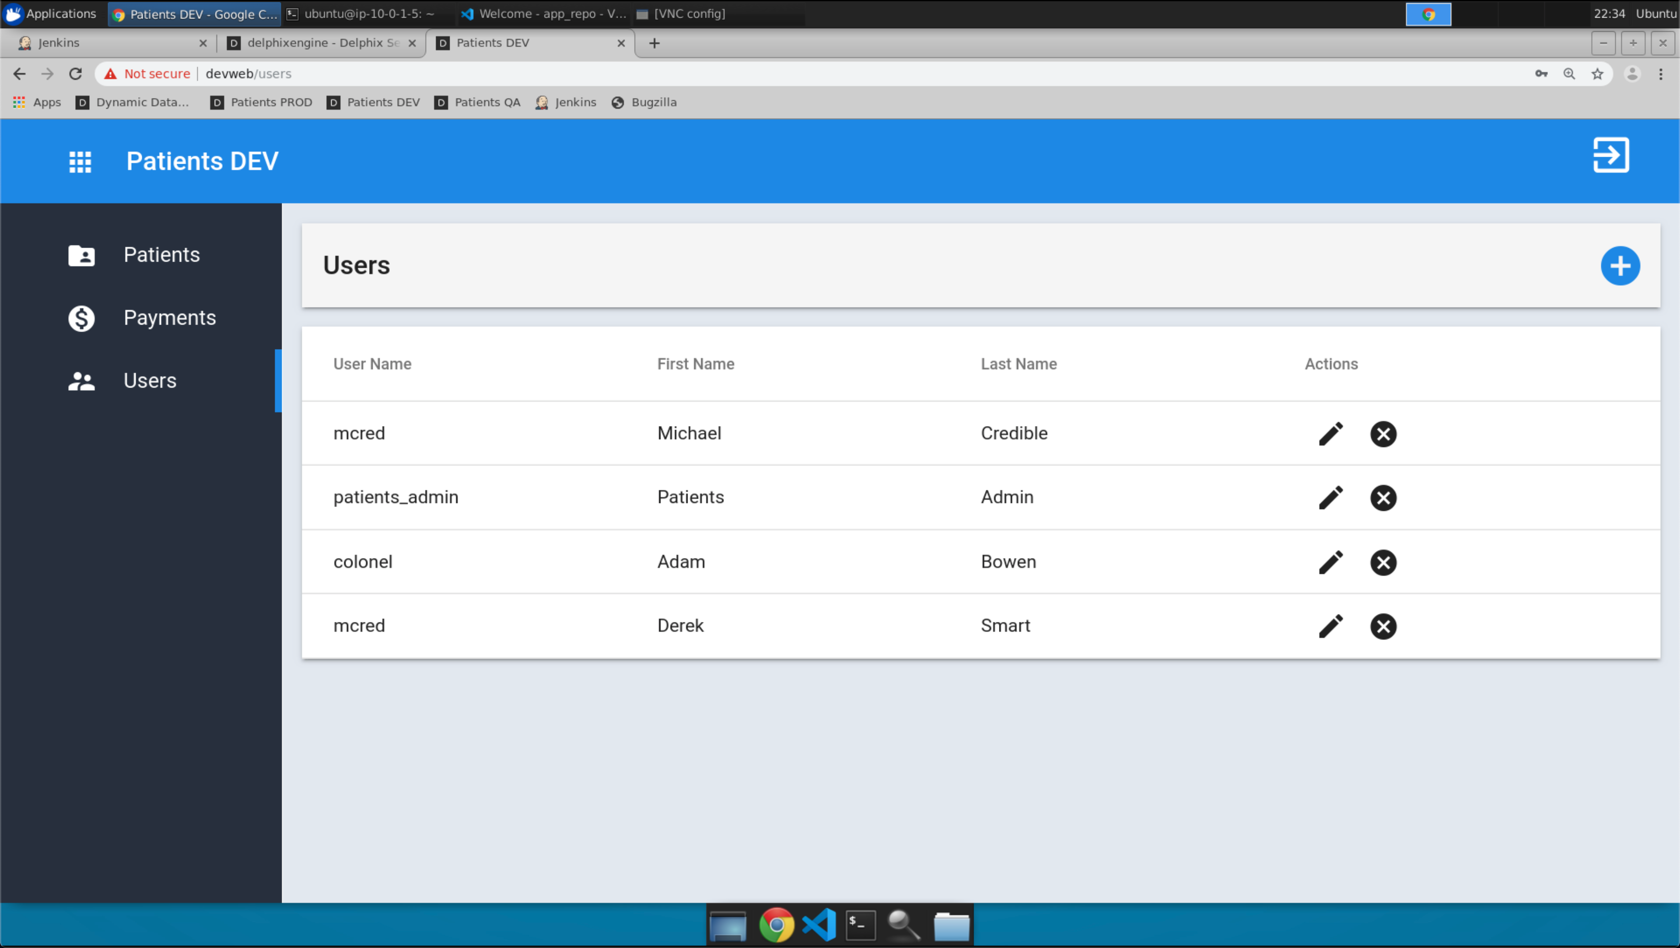 Applications Patients DEV - Google C... ubuntu@ip-10-0-1-5: ~ Welcome - app_repo - V... [VNC config] 22:34 Ubuntu
Jenkins delphixengine - Delphix Se Patients DEV
Not secure devweb/users
Apps Dynamic Data... Patients PROD Patients DEV Patients QA Jenkins Bugzilla
Patients DEV
Patients
Payments
Users
Users
User Name First Name Last Name Actions
mcred Michael Credible
patients_admin Patients Admin
colonel Adam Bowen
mcred Derek Smart